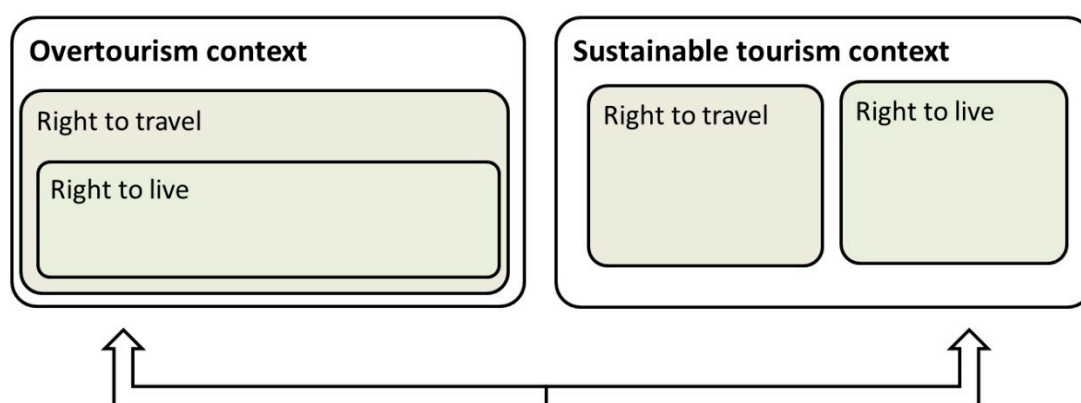 Overtourism context
Right to travel
Right to live
Sustainable tourism context
Right to travel
Right to live